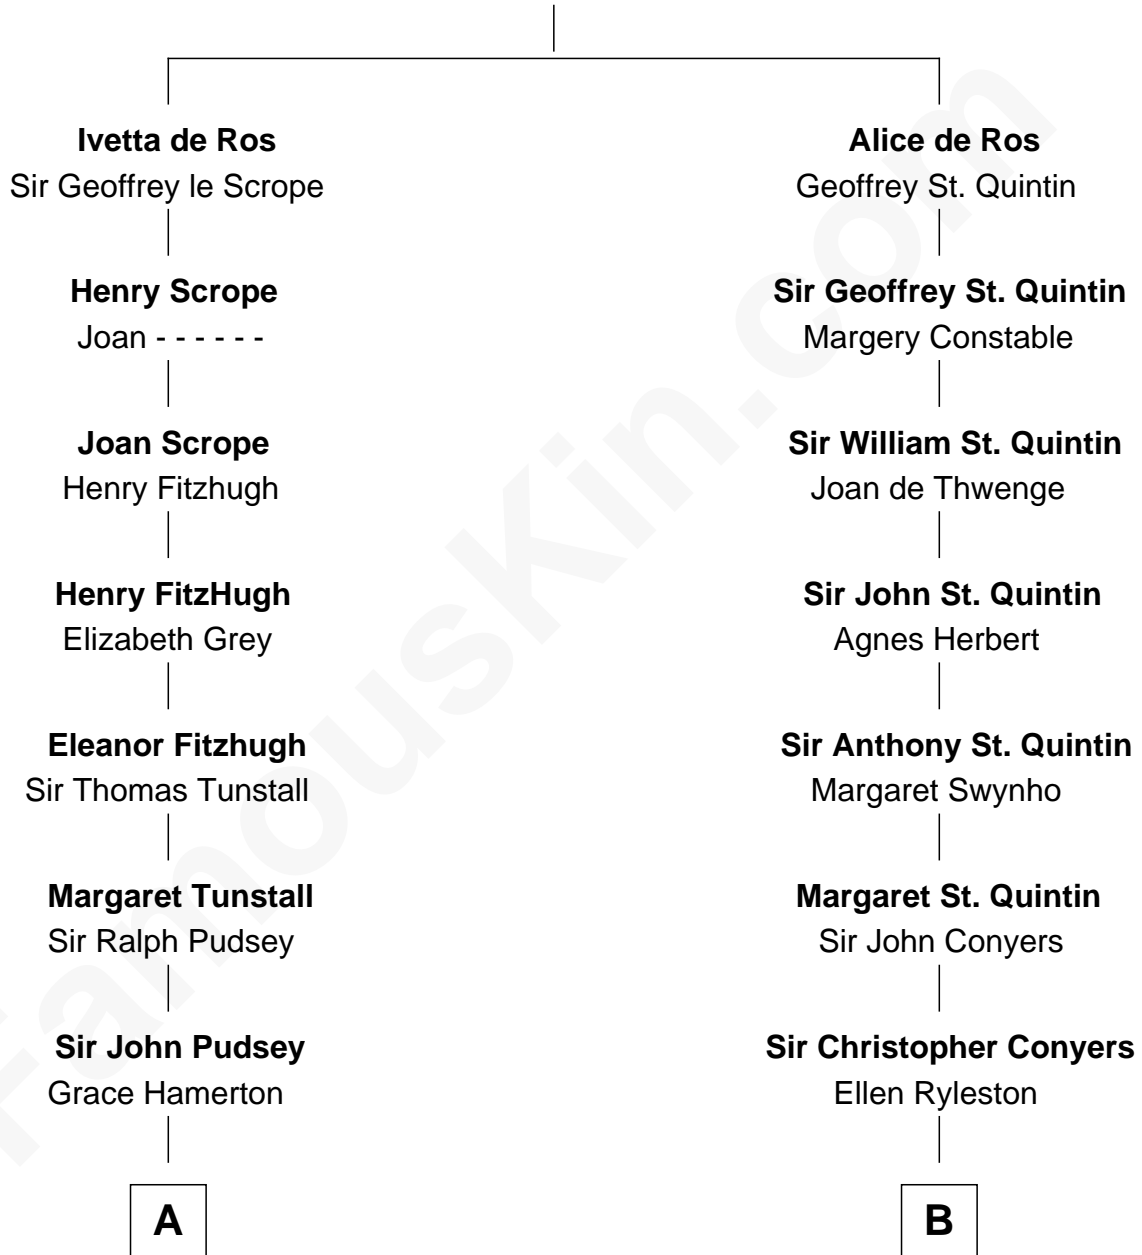 Ivetta de Ros
Sir Geoffrey le Scrope
Alice de Ros
Geoffrey St. Quintin
Henry Scrope
Joan - - - - - -
Sir Geoffrey St. Quintin
Margery Constable
Joan Scrope
Henry Fitzhugh
Sir William St. Quintin
Joan de Thwenge
Henry FitzHugh
Elizabeth Grey
Sir John St. Quintin
Agnes Herbert
Eleanor Fitzhugh
Sir Thomas Tunstall
Sir Anthony St. Quintin
Margaret Swynho
Margaret Tunstall
Sir Ralph Pudsey
Margaret St. Quintin
Sir John Conyers
Sir John Pudsey
Grace Hamerton
Sir Christopher Conyers
Ellen Ryleston
A
B
FamousKin.com